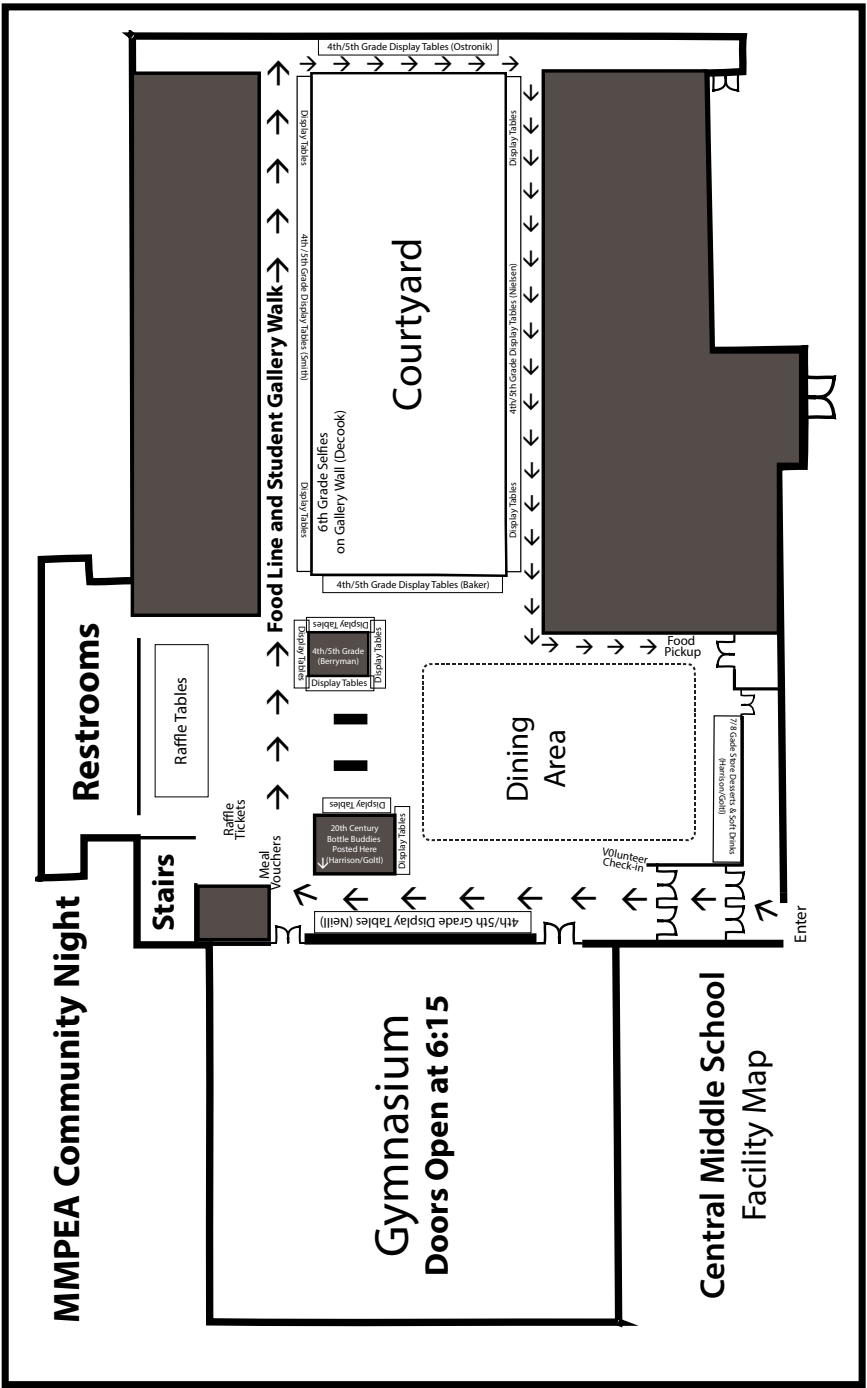 MMPEA Community Night
Central Middle School
Facility Map
Gymnasium
Doors Open at 6:15
Enter
Volunteer
Check-in
4th/5th Grade Display Tables (Neill)
Stairs
Meal
Vouchers
Raffle
Tickets
Raffle Tables
Restrooms
20th Century
Bottle Buddies
Posted Here
(Harrison/Goltl)
Display Tables
Display Tables
Dining
Area
7/8 Gade Store Desserts & Soft Drinks
(Harrison/Goltl)
Food
Pickup
4th/5th Grade
(Berryman)
Display Tables
Display Tables
Display Tables
Display Tables
Food Line and Student Gallery Walk
4th/5th Grade Display Tables (Baker)
6th Grade Selfies
on Gallery Wall (Decook)
Courtyard
Display Tables
4th /5th Grade Display Tables (Smith)
Display Tables
4th/5th Grade Display Tables (Ostronik)
Display Tables
4th/5th Grade Display Tables (Nielsen)
Display Tables